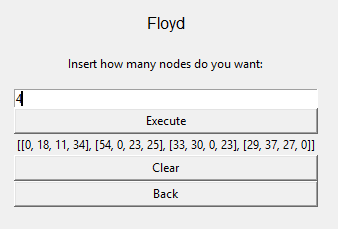 Floyd
Insert how many nodes do you want:
4
Execute
[[0, 18, 11, 34], [54, 0, 23, 25], [33, 30, 0, 23], [29, 37, 27, 0]]
Clear
Back